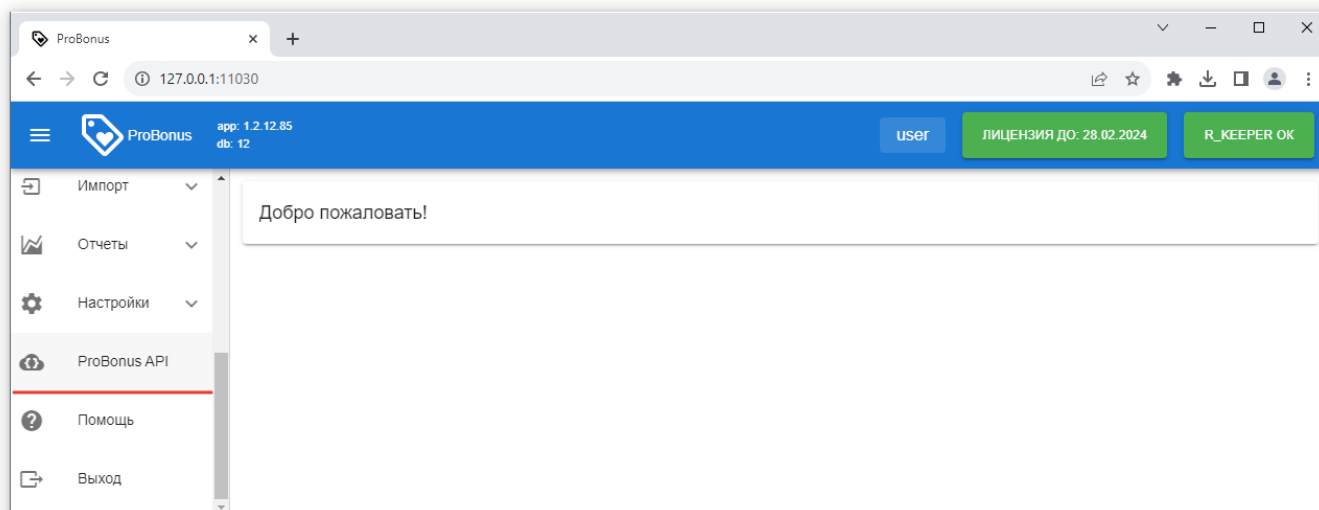 ProBonus
127.0.0.1:11030
ProBonus
app: 1.2.12.85
db: 12
user
ЛИЦЕНЗИЯ ДО: 28.02.2024
R_KEEPER OK
Импорт
Добро пожаловать!
Отчеты
Настройки
ProBonus API
Помощь
Выход